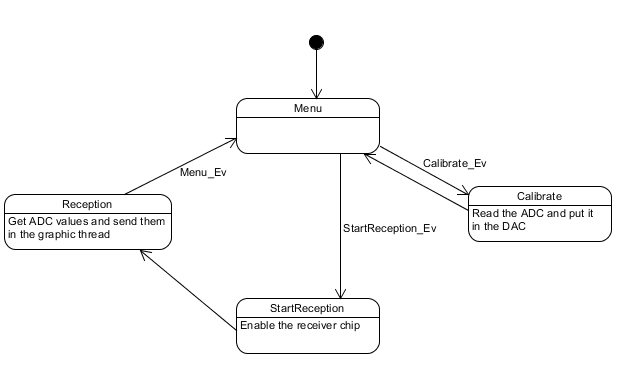 Menu
Menu_Ev
Calibrate_Ev
Reception
Get ADC values and send them
in the graphic thread
Calibrate
Read the ADC and put it
in the DAC
StartReception_Ev
StartReception
Enable the receiver chip